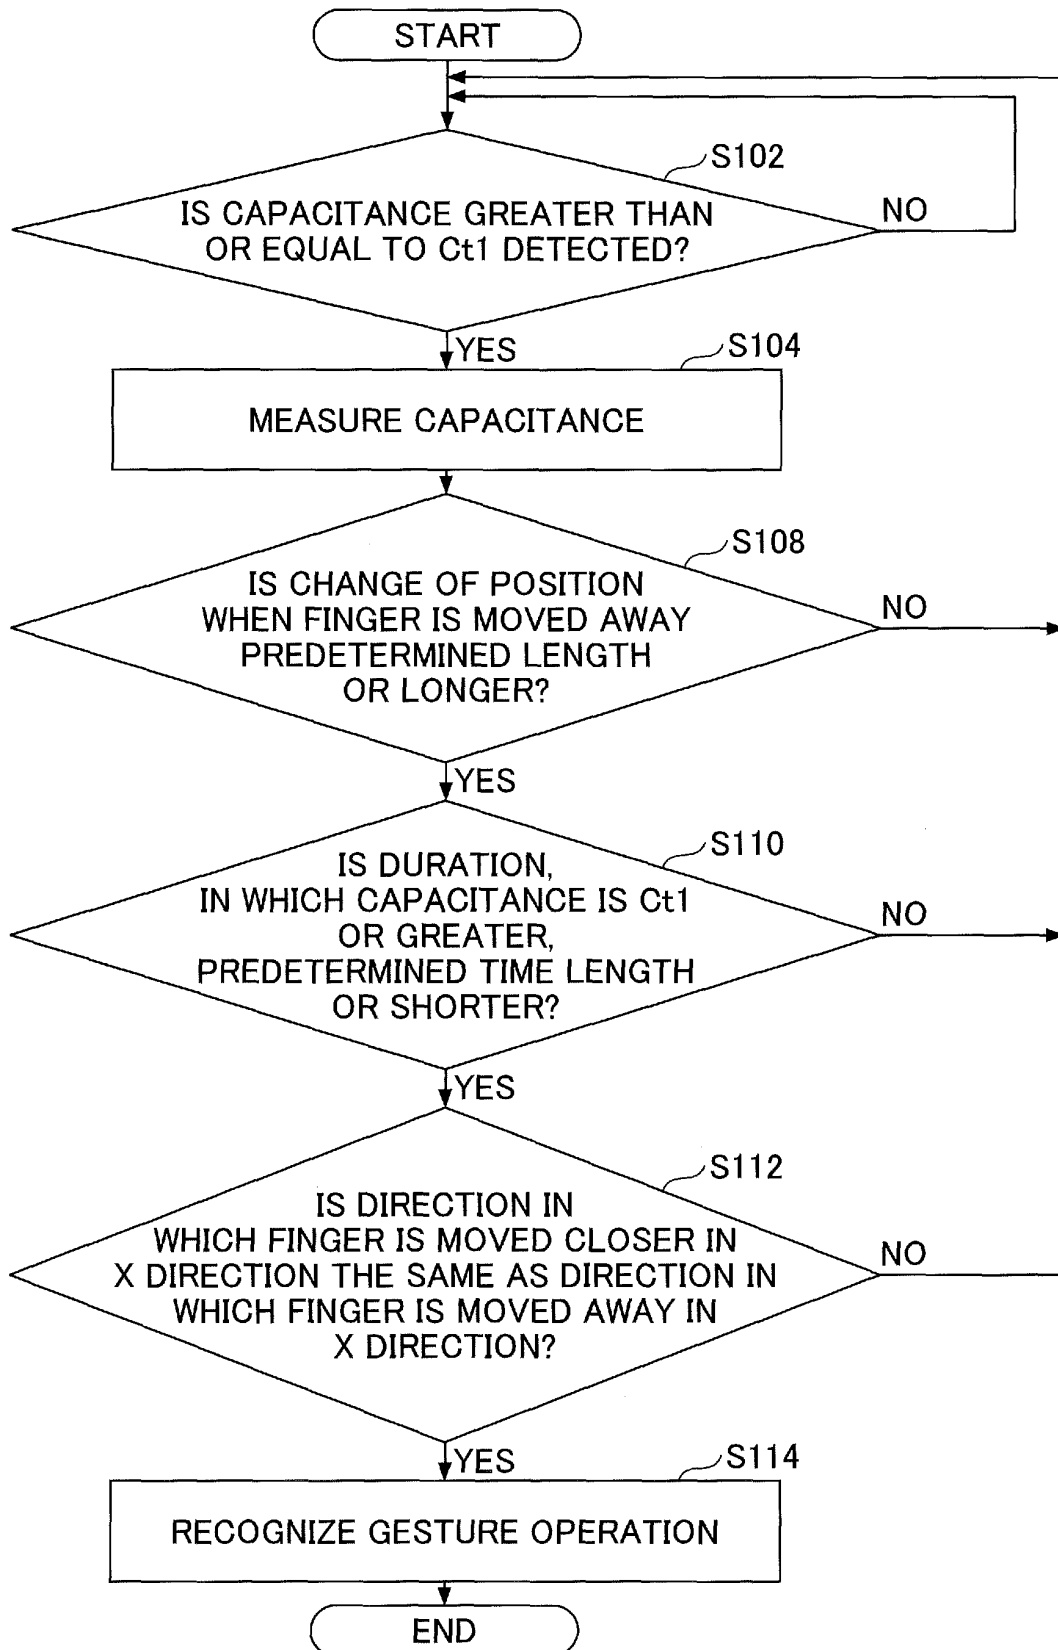 START
S102
IS CAPACITANCE GREATER THAN
OR EQUAL TO Ct1 DETECTED?
NO
YES
S104
MEASURE CAPACITANCE
S108
IS CHANGE OF POSITION
WHEN FINGER IS MOVED AWAY
PREDETERMINED LENGTH
OR LONGER?
NO
YES
S110
IS DURATION,
IN WHICH CAPACITANCE IS Ct1
OR GREATER,
PREDETERMINED TIME LENGTH
OR SHORTER?
NO
YES
S112
IS DIRECTION IN
WHICH FINGER IS MOVED CLOSER IN
X DIRECTION THE SAME AS DIRECTION IN
WHICH FINGER IS MOVED AWAY IN
X DIRECTION?
NO
YES
S114
RECOGNIZE GESTURE OPERATION
END